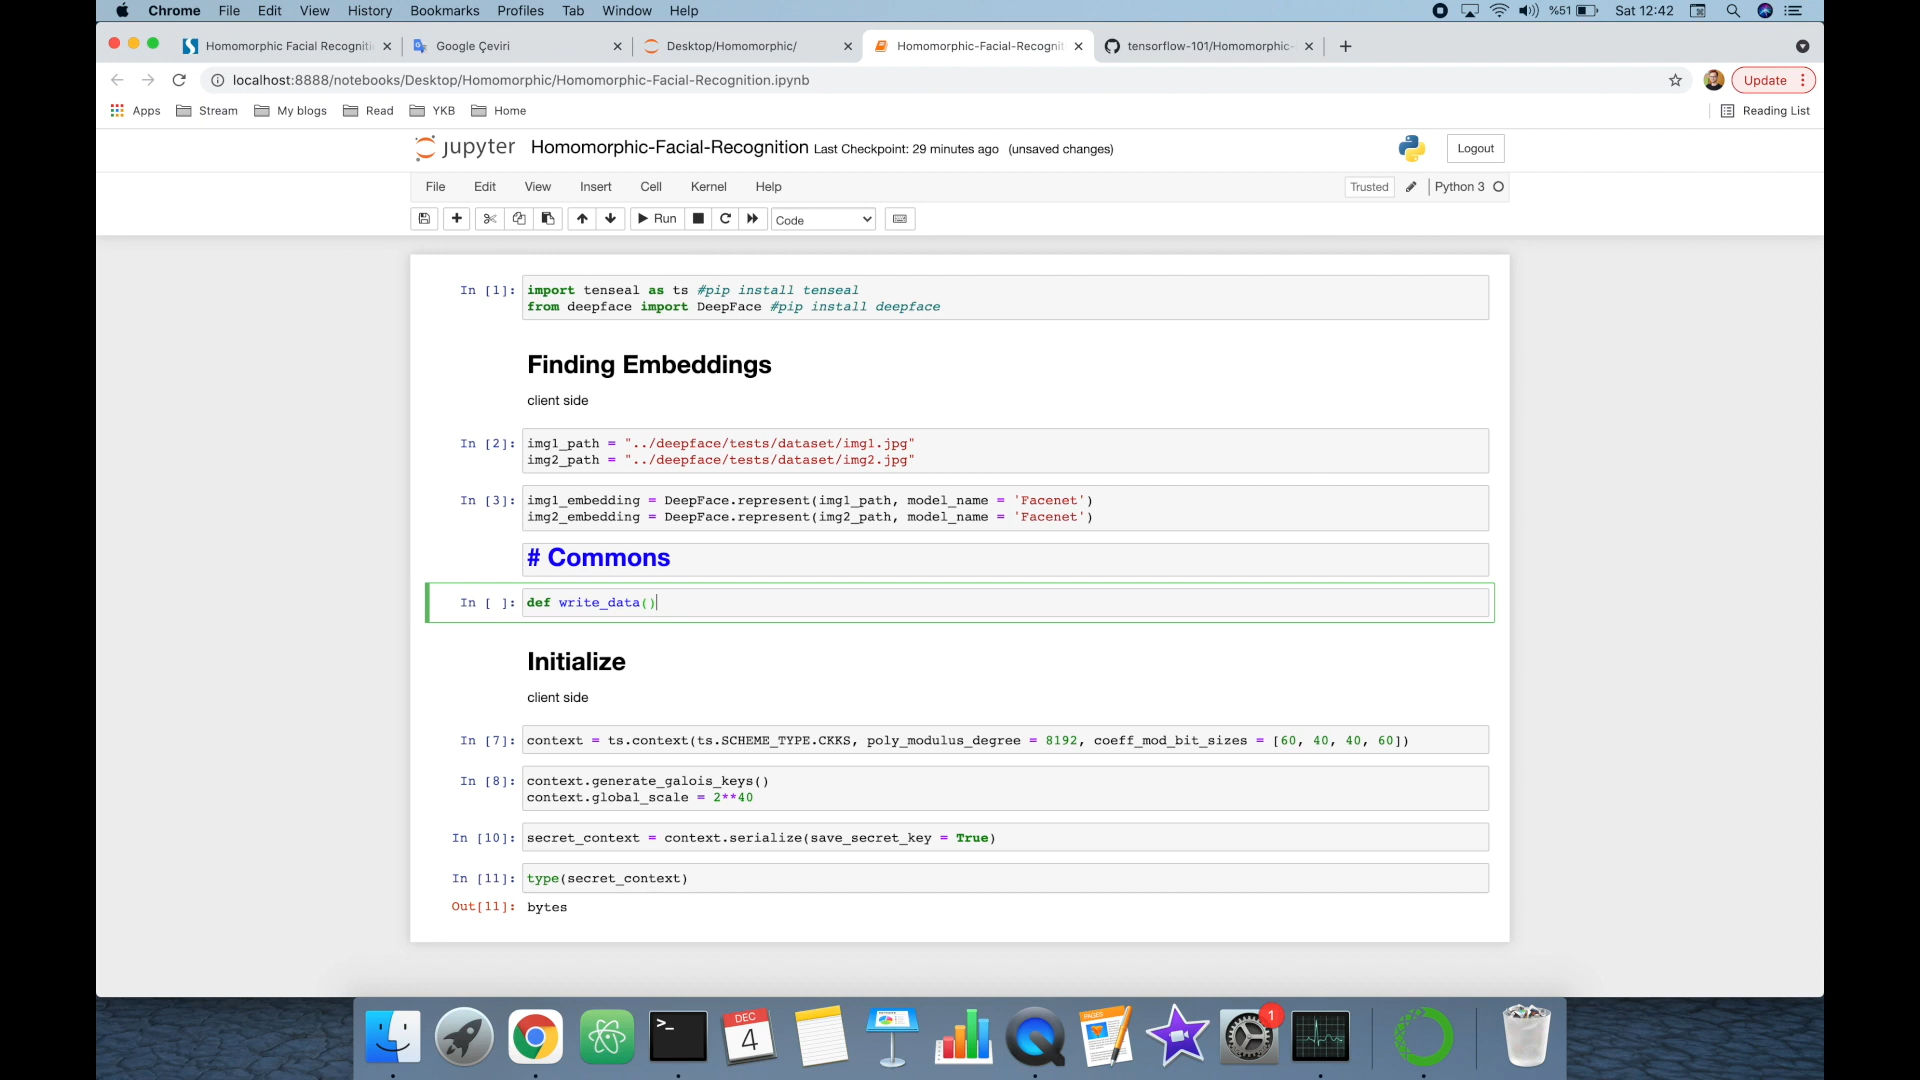 Chrome File Edit View History Bookmarks Profiles Tab Window Help %51 Sat 12:42
Homomorphic Facial Recogniti Google Çeviri Desktop/Homomorphic/ Homomorphic-Facial-Recognit tensorflow-101/Homomorphic-
localhost:8888/notebooks/Desktop/Homomorphic/Homomorphic-Facial-Recognition.ipynb Update
Apps Stream My blogs Read YKB Home Reading List
jupyter Homomorphic-Facial-Recognition Last Checkpoint: 29 minutes ago (unsaved changes) Logout
File Edit View Insert Cell Kernel Help Trusted Python 3
Run Code
In [1]: import tenseal as ts #pip install tenseal
from deepface import DeepFace #pip install deepface
Finding Embeddings
client side
In [2]: img1_path = "../deepface/tests/dataset/img1.jpg"
img2_path = "../deepface/tests/dataset/img2.jpg"
In [3]: img1_embedding = DeepFace.represent(img1_path, model_name = 'Facenet')
img2_embedding = DeepFace.represent(img2_path, model_name = 'Facenet')
# Commons
In [ ]: def write_data()
Initialize
client side
In [7]: context = ts.context(ts.SCHEME_TYPE.CKKS, poly_modulus_degree = 8192, coeff_mod_bit_sizes = [60, 40, 40, 60])
In [8]: context.generate_galois_keys()
context.global_scale = 2**40
In [10]: secret_context = context.serialize(save_secret_key = True)
In [11]: type(secret_context)
Out[11]: bytes
>_ DEC 4 PAGES 1